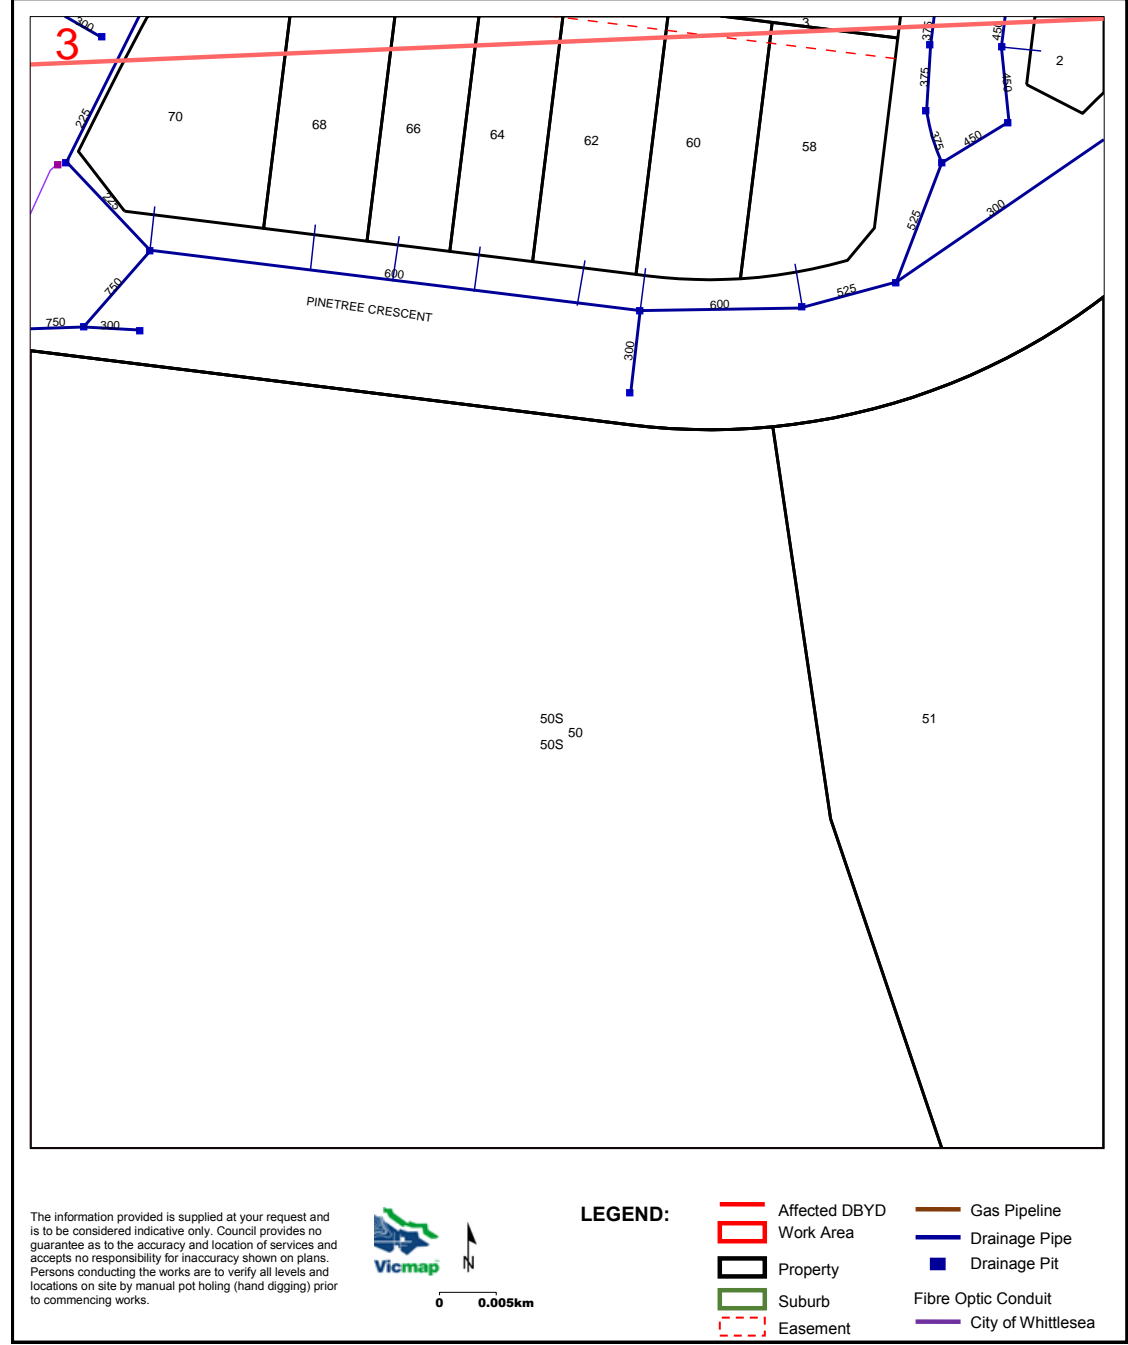 300
3
3
375
450
2
225
70
68
66
64
62
60
58
375
450
375
450
225
525
300
750
600
525
600
PINETREE CRESCENT
750
300
300
50S
50
50S
51
The information provided is supplied at your request and
is to be considered indicative only. Council provides no
guarantee as to the accuracy and location of services and
accepts no responsibility for inaccuracy shown on plans.
Persons conducting the works are to verify all levels and
locations on site by manual pot holing (hand digging) prior
to commencing works.
Vicmap
N
0 0.005km
LEGEND:
Affected DBYD
Work Area
Property
Suburb
Easement
Gas Pipeline
Drainage Pipe
Drainage Pit
Fibre Optic Conduit
City of Whittlesea